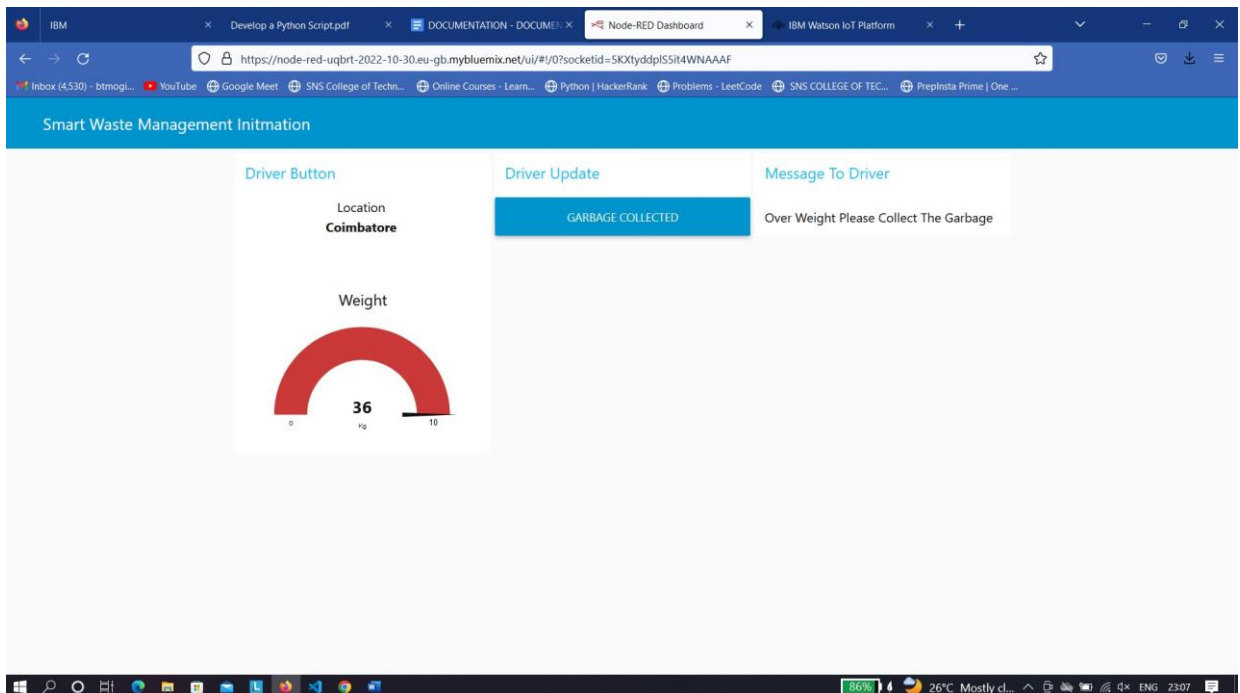 IBM
Develop a Python Script.pdf
DOCUMENTATION - DOCUMEN
Node-RED Dashboard
IBM Watson IoT Platform
https://node-red-uqbrt-2022-10-30.eu-gb.mybluemix.net/ui/#!/0?socketid=5KXtyddplS5it4WNAAAF
Inbox (4,530) - btmogi...
YouTube
Google Meet
SNS College of Techn...
Online Courses - Learn...
Python | HackerRank
Problems - LeetCode
SNS COLLEGE OF TEC...
PrepInsta Prime | One ...
Smart Waste Management Initmation
Driver Button
Location
Coimbatore
Weight
36
Kg
0
10
Driver Update
GARBAGE COLLECTED
Message To Driver
Over Weight Please Collect The Garbage
86%
26°C Mostly cl...
ENG
23:07